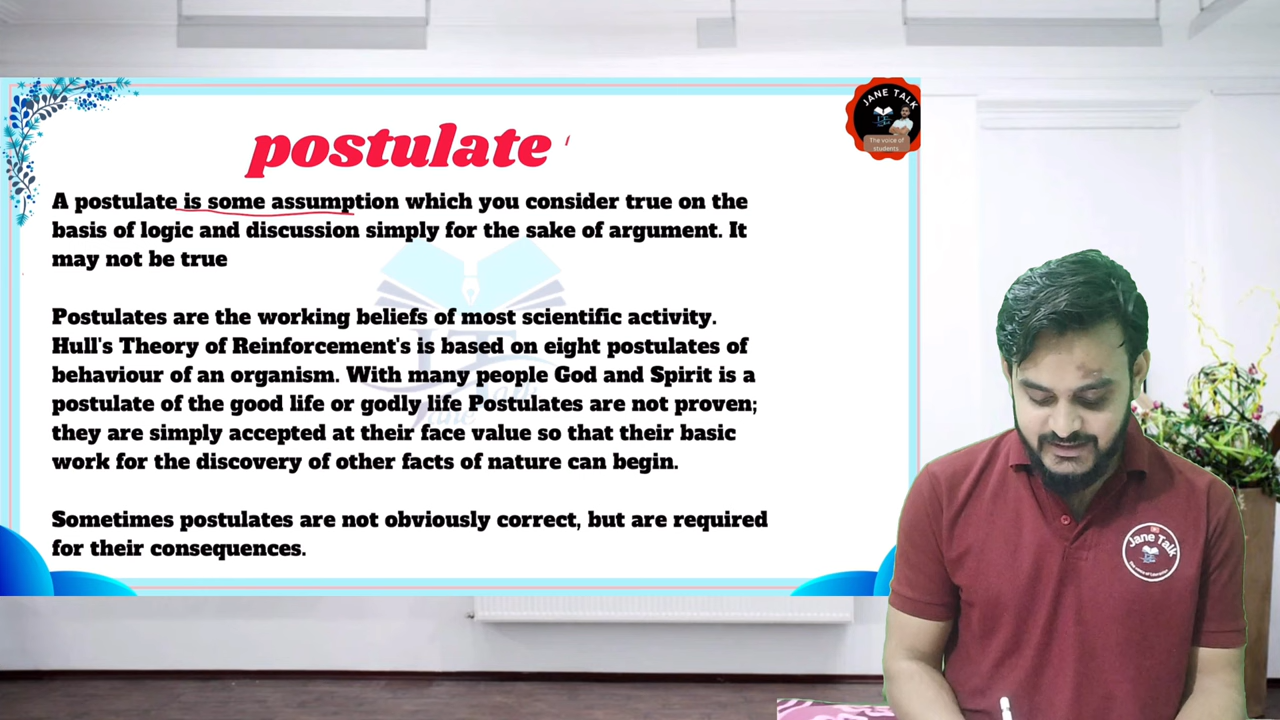 postulate
JANE TALK
The voice of
students
A postulate is some assumption which you consider true on the
basis of logic and discussion simply for the sake of argument. It
may not be true
Postulates are the working beliefs of most scientific activity.
Hull's Theory of Reinforcement's is based on eight postulates of
behaviour of an organism. With many people God and Spirit is a
postulate of the good life or godly life Postulates are not proven;
they are simply accepted at their face value so that their basic
work for the discovery of other facts of nature can begin.
Sometimes postulates are not obviously correct, but are required
for their consequences.
Jane Talk